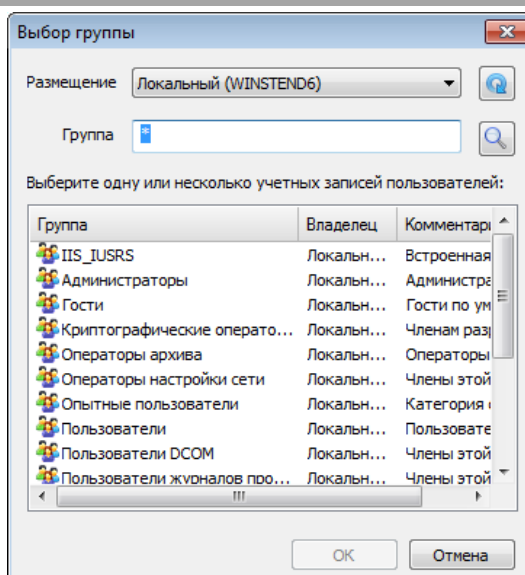 Выбор группы
Размещение Локальный (WINSTEND6)
Группа *
Выберите одну или несколько учетных записей пользователей:
Группа Владелец Комментари
IIS_IUSRS Локальн... Встроенная
Администраторы Локальн... Администра
Гости Локальн... Гости по ум
Криптографические операто... Локальн... Членам разр
Операторы архива Локальн... Операторы
Операторы настройки сети Локальн... Члены этой
Опытные пользователи Локальн... Категория
Пользователи Локальн... Пользовате
Пользователи DCOM Локальн... Члены этой
Пользователи журналов про... Локальн... Члены этой
OK Отмена